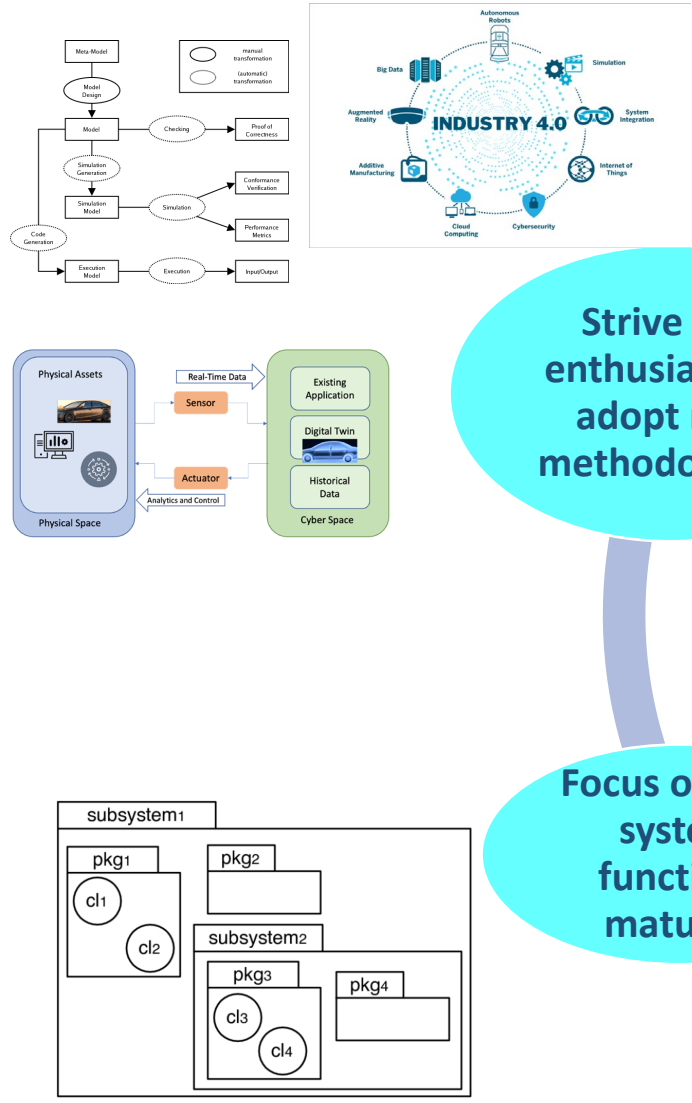 Meta-Model
Model
Design
Model
Checking
Proof of
Correctness
Simulation
Generation
Simulation
Model
Simulation
Conformance
Verification
Performance
Metrics
Code
Generation
Execution
Model
Execution
Input/Output
manual
transformation
(automatic)
transformation
Autonomous
Robots
Big Data
Simulation
Augmented
Reality
INDUSTRY 4.0
System
Integration
Additive
Manufacturing
Internet of
Things
Cloud
Computing
Cybersecurity
Physical Assets
Physical Space
Real-Time Data
Sensor
Actuator
Analytics and Control
Existing
Application
Digital Twin
Historical
Data
Cyber Space
Strive
enthusia
adopt
methodo
Focus o
syste
functi
matu
subsystem1
pkg1
cl1
cl2
pkg2
subsystem2
pkg3
cl3
cl4
pkg4